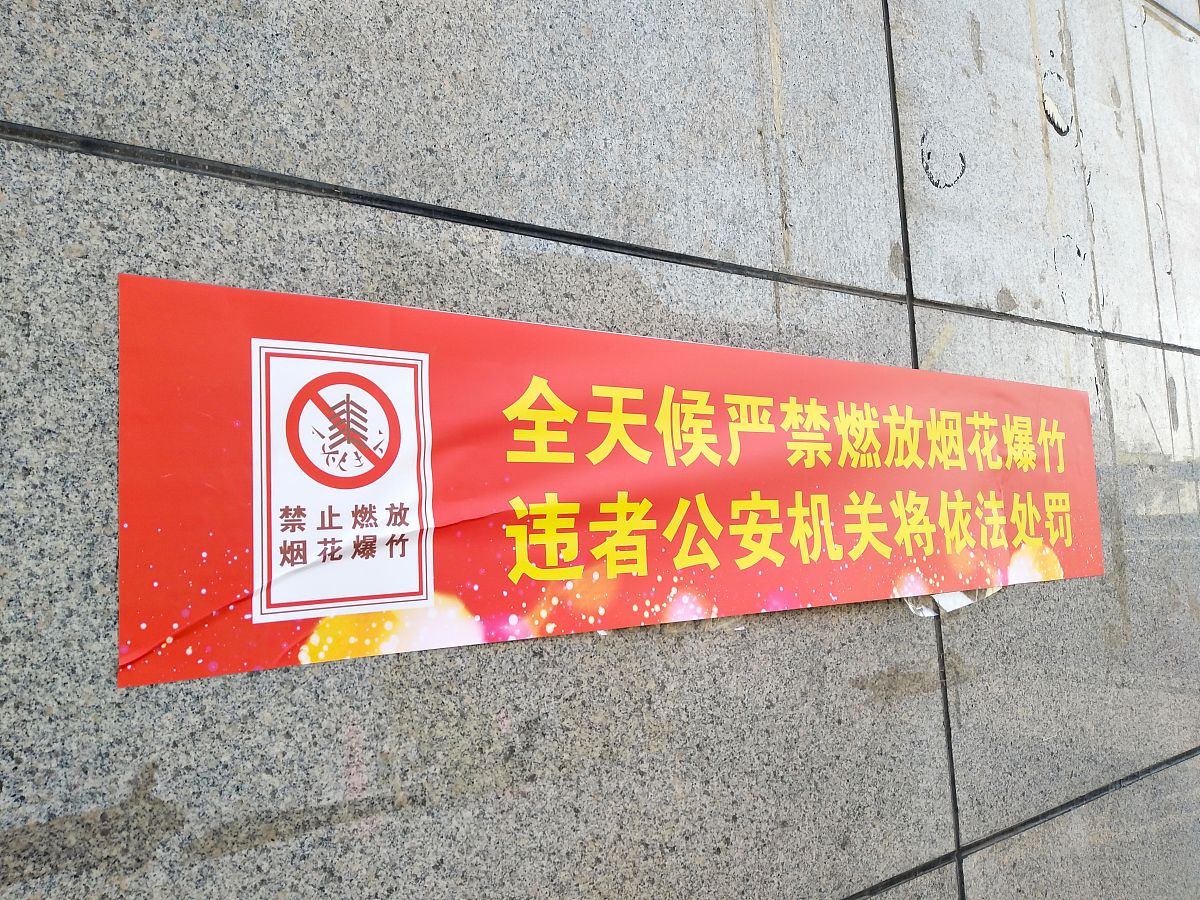 禁止燃放
烟花爆竹
全天候严禁燃放烟花爆竹
违者公安机关将依法处罚